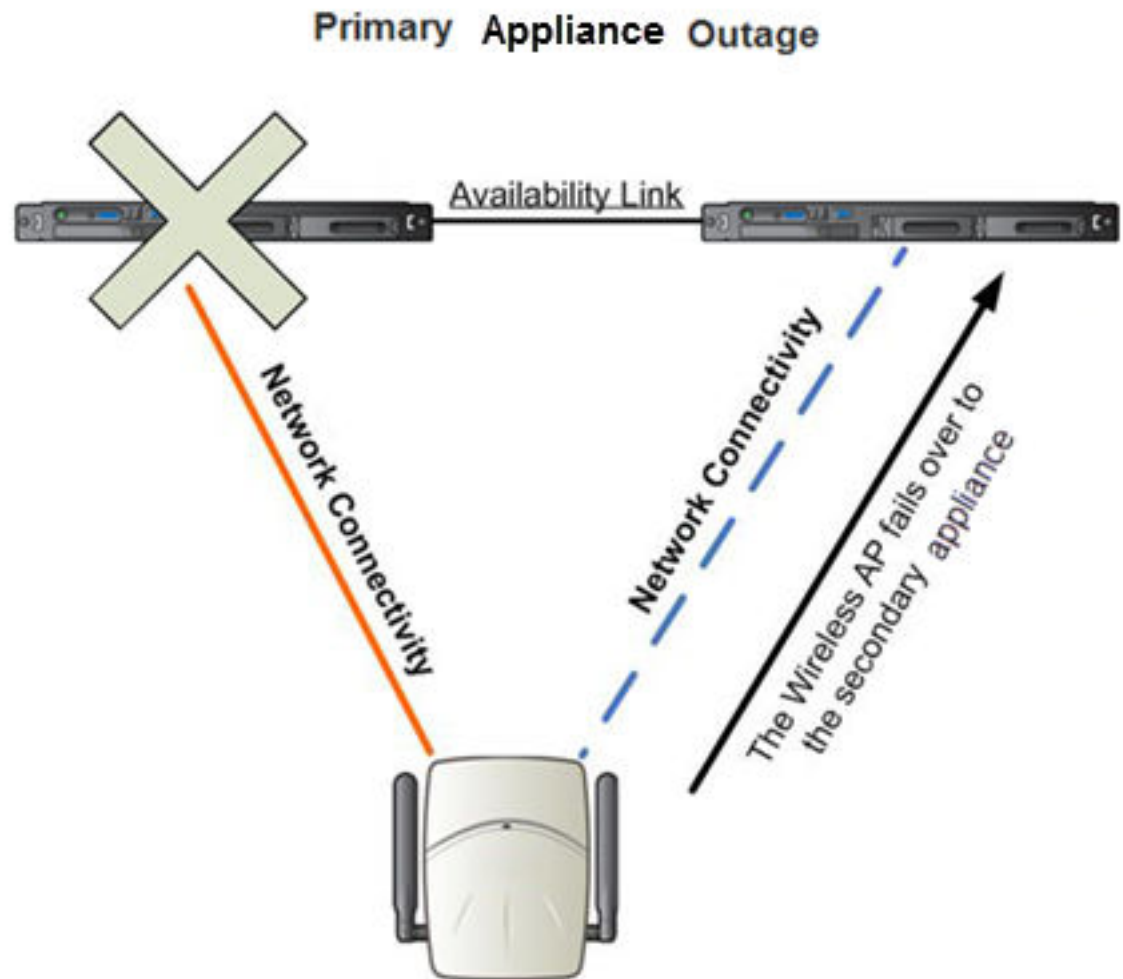 Primary Appliance Outage
Availability Link
Network Connectivity
Network Connectivity
The Wireless AP fails over to
the secondary appliance